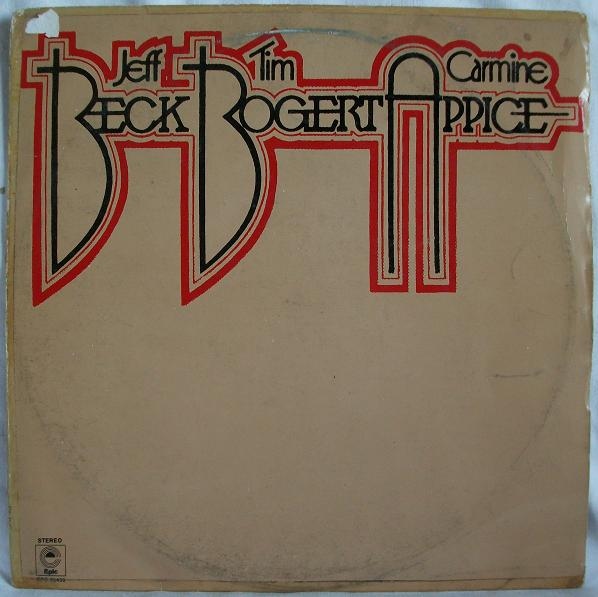 Jeff Tim Carmine
BECK BOGERT APPICE
STEREO
Epic